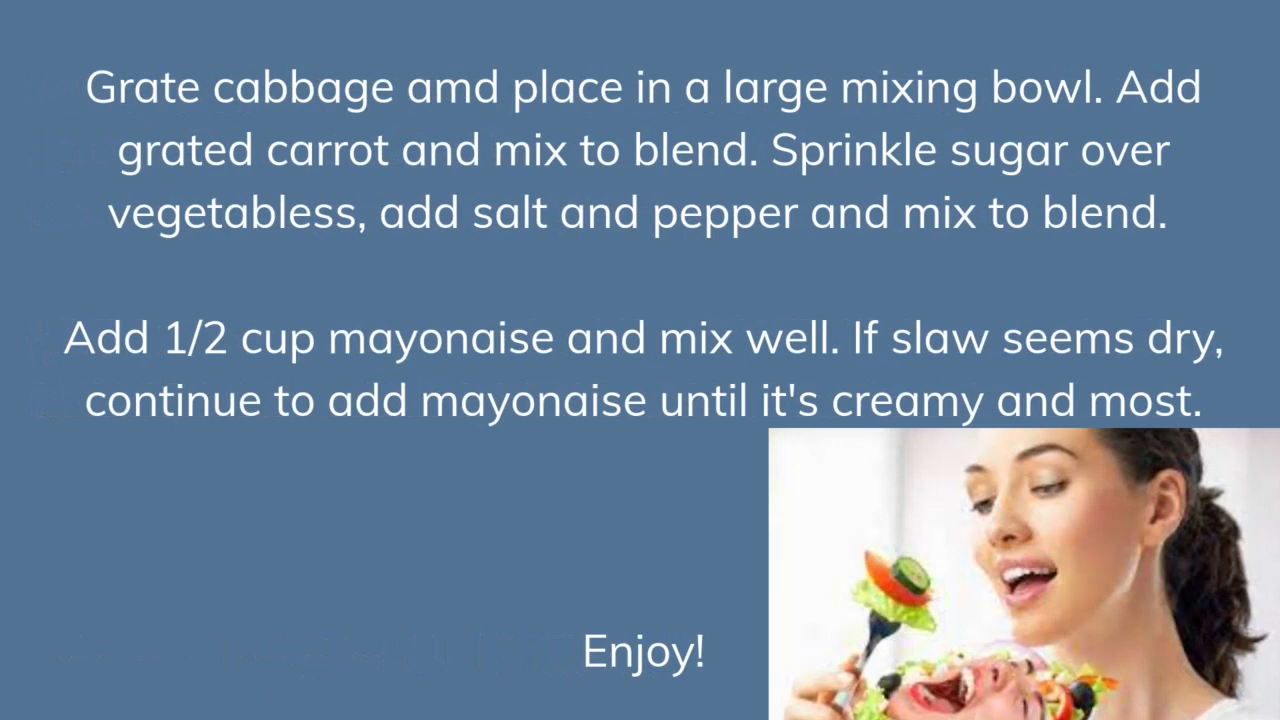 Grate cabbage amd place in a large mixing bowl. Add
grated carrot and mix to blend. Sprinkle sugar over
vegetabless, add salt and pepper and mix to blend.
Add 1/2 cup mayonaise and mix well. If slaw seems dry,
continue to add mayonaise until it's creamy and most.
Enjoy!